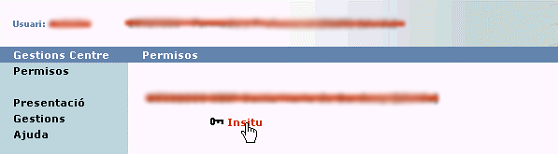 Usuari:
Gestions Centre
Permisos
Permisos
Presentació
Insitu
Gestions
Ajuda